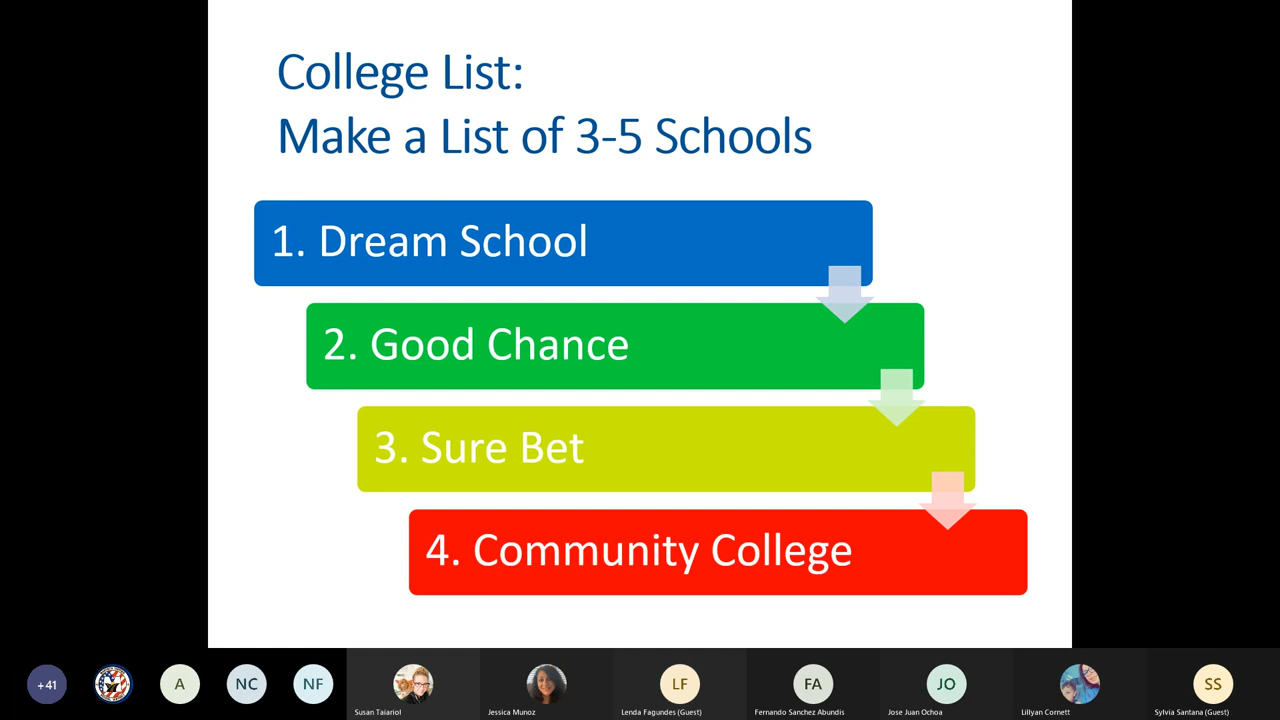 College List:
Make a List of 3-5 Schools
1. Dream School
2. Good Chance
3. Sure Bet
4. Community College
+41
A
NC
NF
LF
FA
JO
SS
Susan Taiariol
Jessica Munoz
Lenda Fagundes (Guest)
Fernando Sanchez Abundis
Jose Juan Ochoa
Lillyan Cornett
Sylvia Santana (Guest)